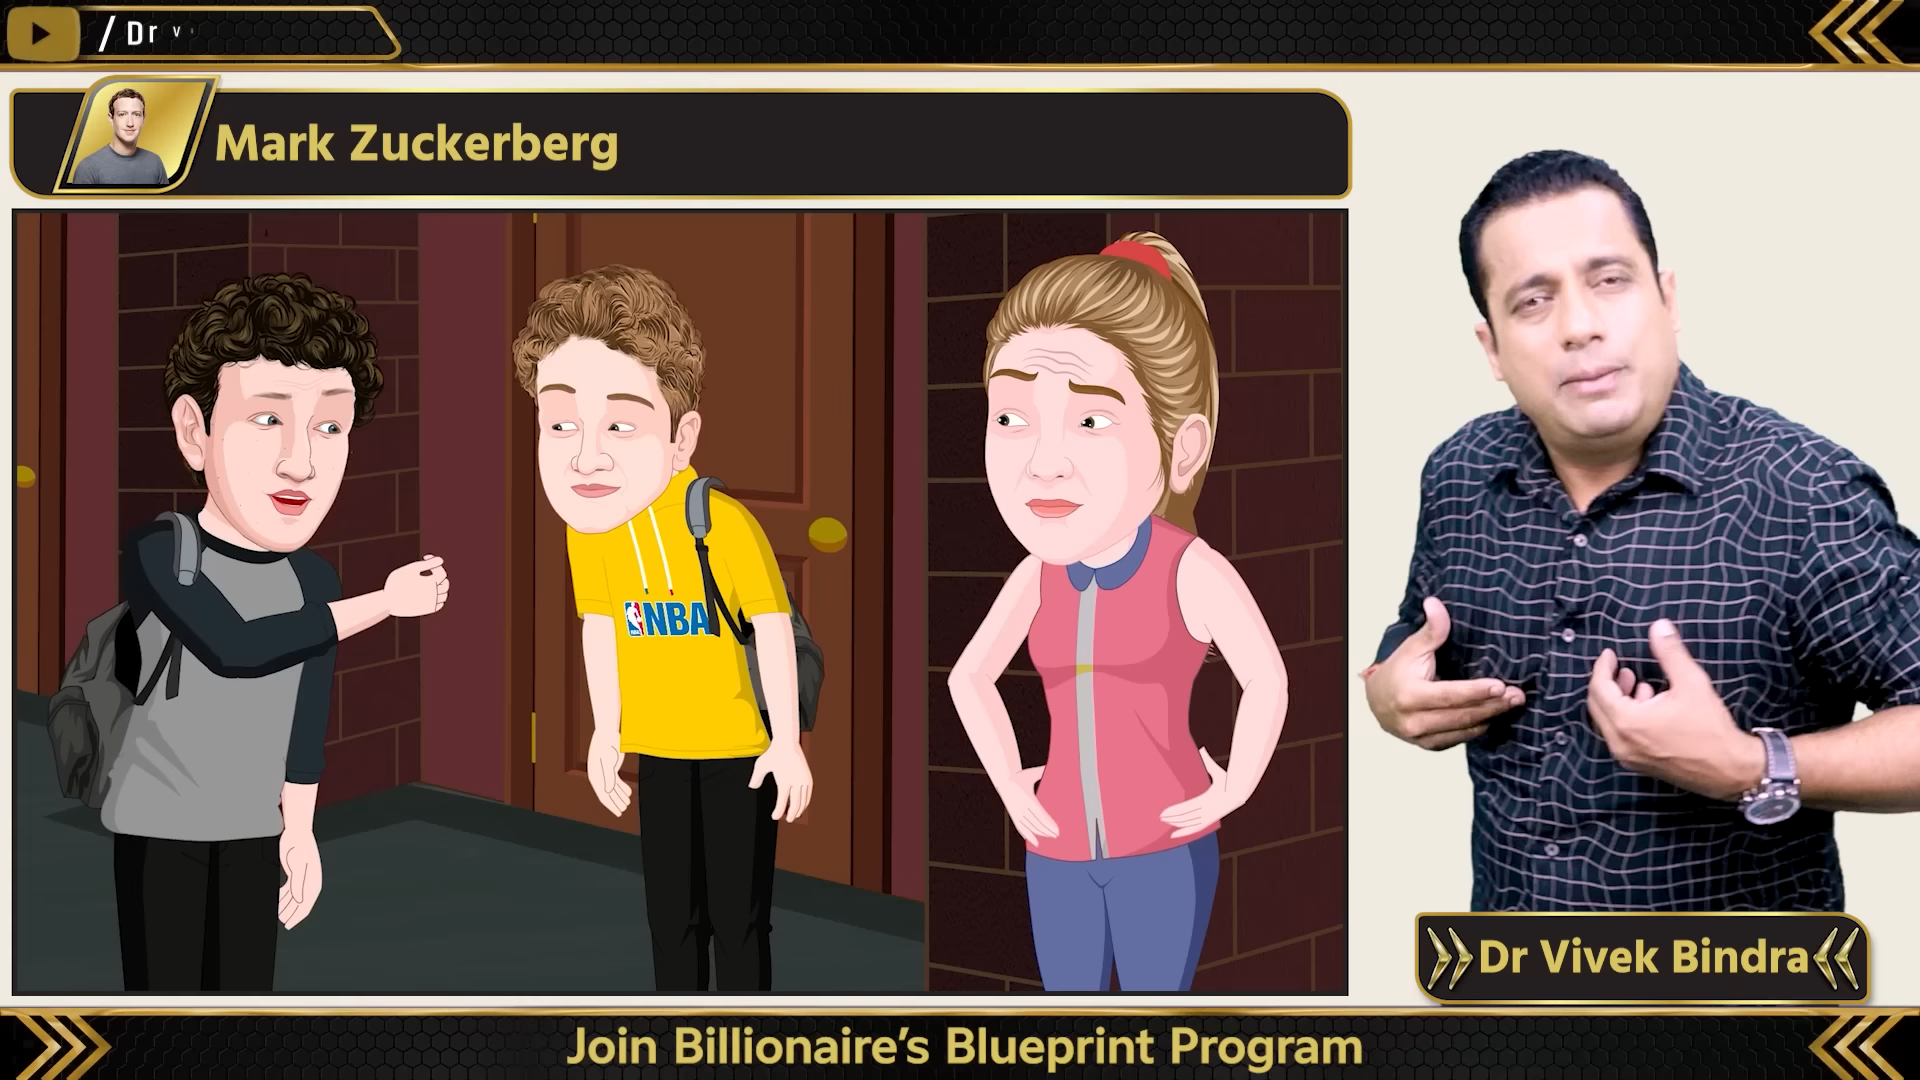 / Dr v
Mark Zuckerberg
NBA
Dr Vivek Bindra
Join Billionaire's Blueprint Program